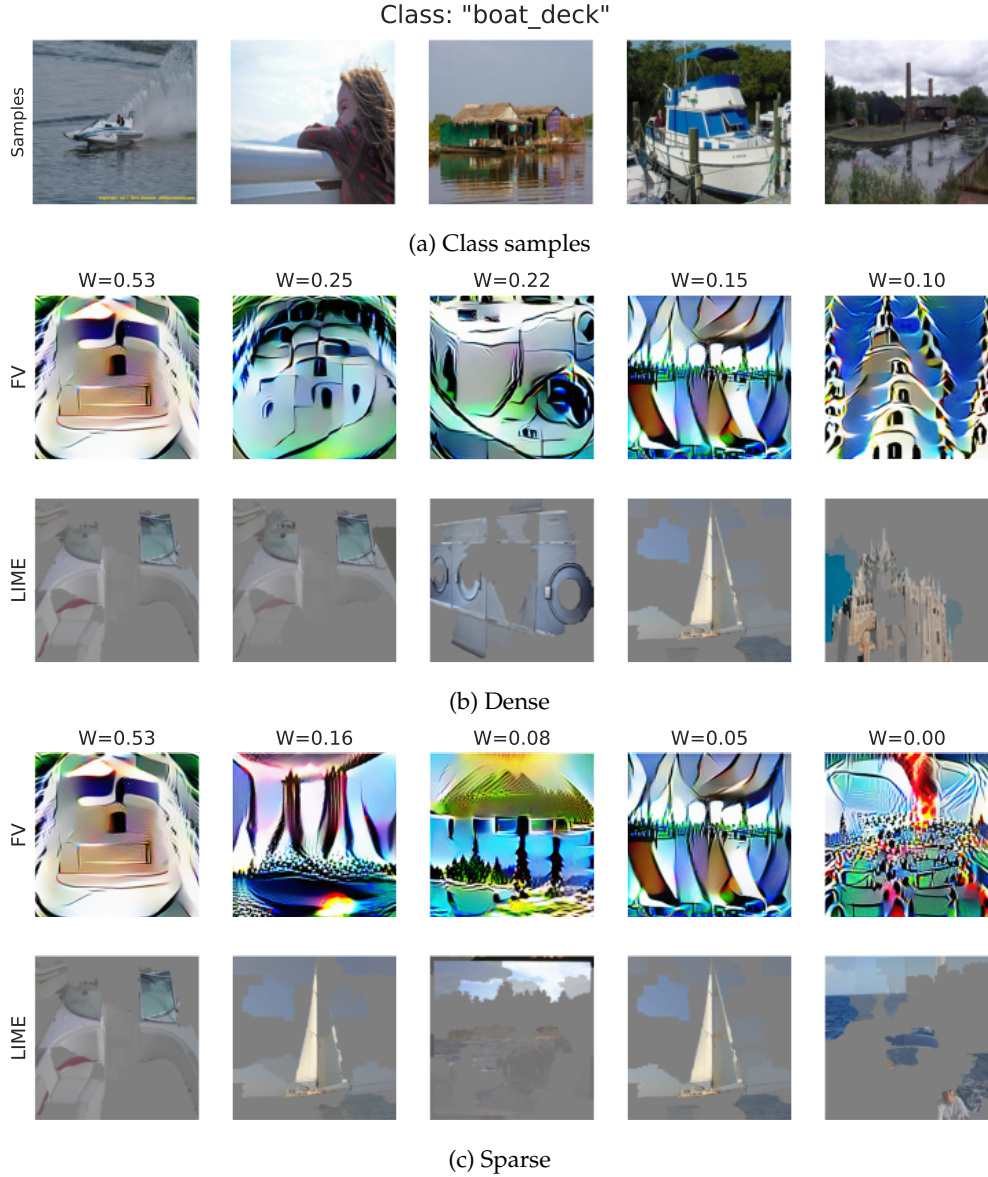 Class: "boat_deck"
Samples
(a) Class samples
W=0.53 W=0.25 W=0.22 W=0.15 W=0.10
FV
LIME
(b) Dense
W=0.53 W=0.16 W=0.08 W=0.05 W=0.00
FV
LIME
(c) Sparse